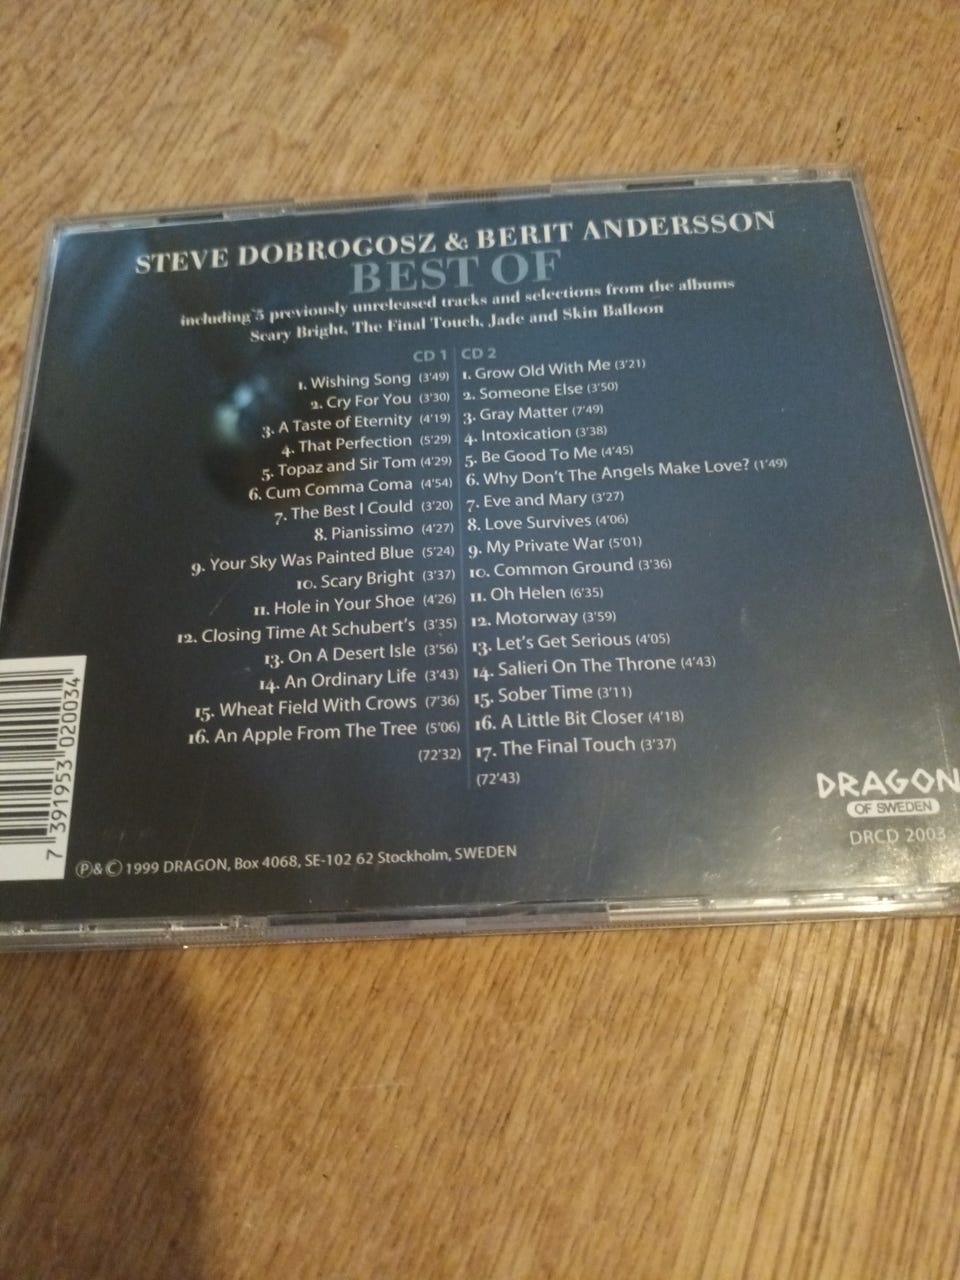 STEVE DOBROGOSZ & BERIT ANDERSSON
BEST OF
including 5 previously unreleased tracks and selections from the albums
Scary Bright, The Final Touch, Jade and Skin Balloon
CD 1
1. Wishing Song (3'49)
2. Cry For You (3'30)
3. A Taste of Eternity (4'19)
4. That Perfection (5'29)
5. Topaz and Sir Tom (4'29)
6. Cum Comma Coma (4'54)
7. The Best I Could (3'20)
8. Pianissimo (4'27)
9. Your Sky Was Painted Blue (5'24)
10. Scary Bright (3'37)
11. Hole in Your Shoe (4'26)
12. Closing Time At Schubert's (3'35)
13. On A Desert Isle (3'56)
14. An Ordinary Life (3'43)
15. Wheat Field With Crows (7'36)
16. An Apple From The Tree (5'06)
(72'32)
CD 2
1. Grow Old With Me (3'21)
2. Someone Else (3'50)
3. Gray Matter (7'49)
4. Intoxication (3'38)
5. Be Good To Me (4'45)
6. Why Don't The Angels Make Love? (1'49)
7. Eve and Mary (3'27)
8. Love Survives (4'06)
9. My Private War (5'01)
10. Common Ground (3'36)
11. Oh Helen (6'35)
12. Motorway (3'59)
13. Let's Get Serious (4'05)
14. Salieri On The Throne (4'43)
15. Sober Time (3'11)
16. A Little Bit Closer (4'18)
17. The Final Touch (3'37)
(72'43)
DRAGON
OF SWEDEN
DRCD 2003
7 391953 020034
℗&© 1999 DRAGON, Box 4068, SE-102 62 Stockholm, SWEDEN